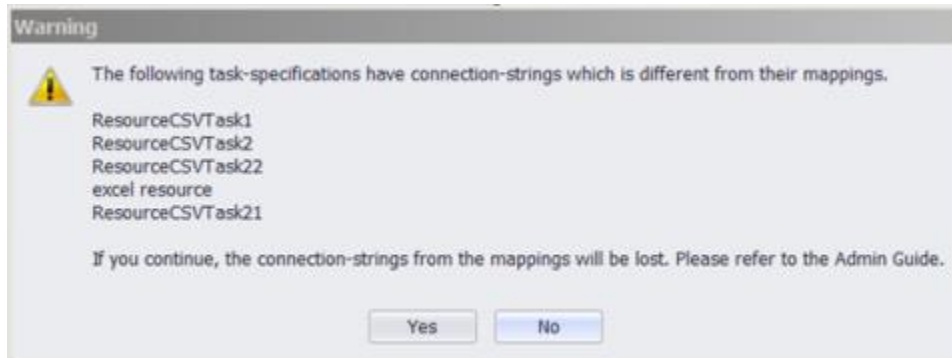 Warning
The following task-specifications have connection-strings which is different from their mappings.
ResourceCSVTask1
ResourceCSVTask2
ResourceCSVTask22
excel resource
ResourceCSVTask21
If you continue, the connection-strings from the mappings will be lost. Please refer to the Admin Guide.
Yes
No